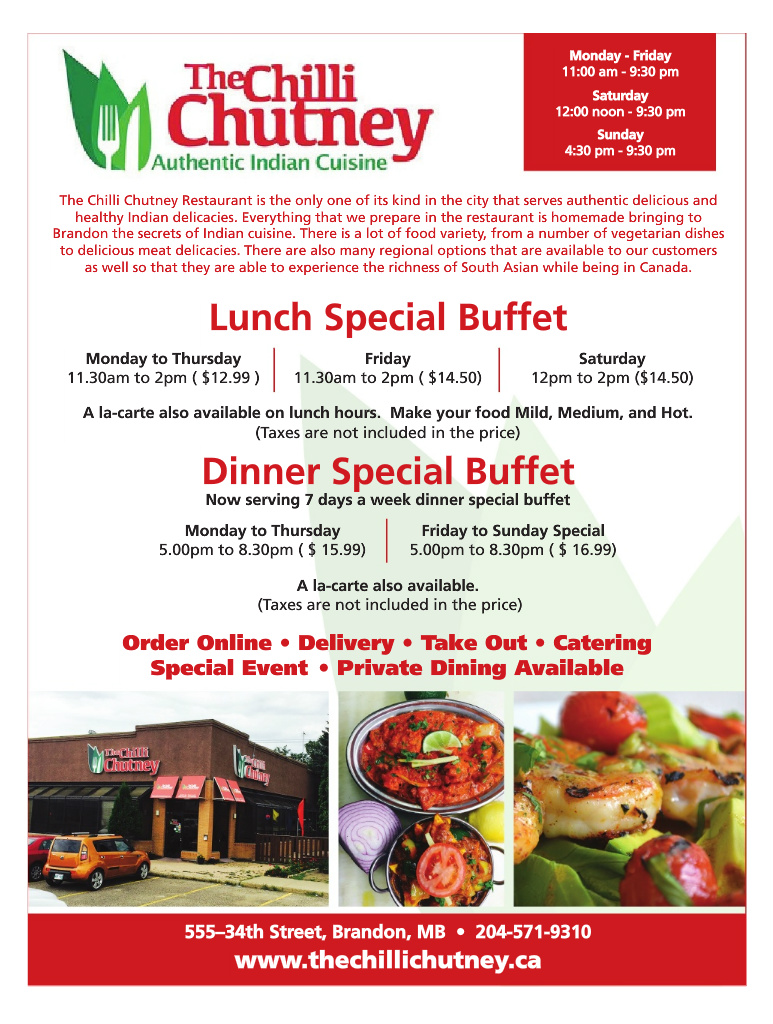 The Chilli
Chutney
Authentic Indian Cuisine
Monday - Friday
11:00 am - 9:30 pm
Saturday
12:00 noon - 9:30 pm
Sunday
4:30 pm - 9:30 pm
The Chilli Chutney Restaurant is the only one of its kind in the city that serves authentic delicious and
healthy Indian delicacies. Everything that we prepare in the restaurant is homemade bringing to
Brandon the secrets of Indian cuisine. There is a lot of food variety, from a number of vegetarian dishes
to delicious meat delicacies. There are also many regional options that are available to our customers
as well so that they are able to experience the richness of South Asian while being in Canada.
Lunch Special Buffet
Monday to Thursday
11.30am to 2pm ( $12.99 )
Friday
11.30am to 2pm ( $14.50)
Saturday
12pm to 2pm ($14.50)
A la-carte also available on lunch hours. Make your food Mild, Medium, and Hot.
(Taxes are not included in the price)
Dinner Special Buffet
Now serving 7 days a week dinner special buffet
Monday to Thursday
5.00pm to 8.30pm ( $ 15.99)
Friday to Sunday Special
5.00pm to 8.30pm ( $ 16.99)
A la-carte also available.
(Taxes are not included in the price)
Order Online • Delivery • Take Out • Catering
Special Event • Private Dining Available
The Chilli
Chutney
The Chilli
Chutney
555–34th Street, Brandon, MB • 204-571-9310
www.thechillichutney.ca